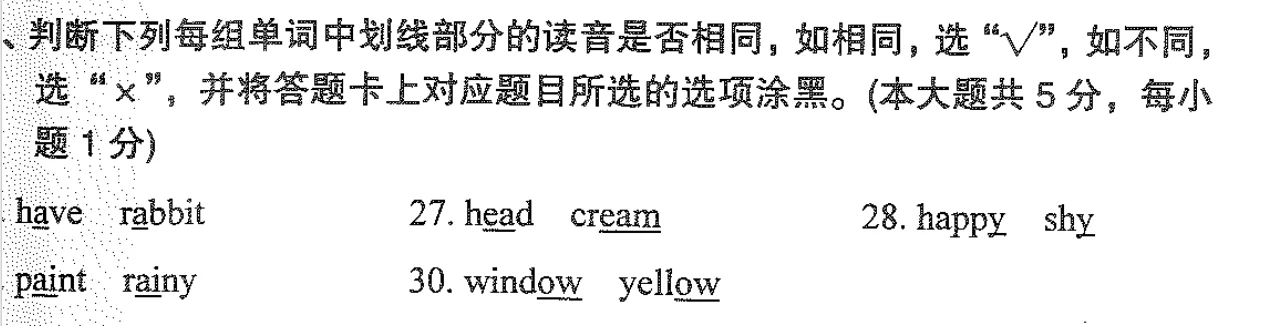 、判断下列每组单词中划线部分的读音是否相同，如相同，选“√”，如不同，
选“×”，并将答题卡上对应题目所选的选项涂黑。(本大题共 5 分，每小
题 1 分)
have rabbit 27. head cream 28. happy shy
paint rainy 30. window yellow